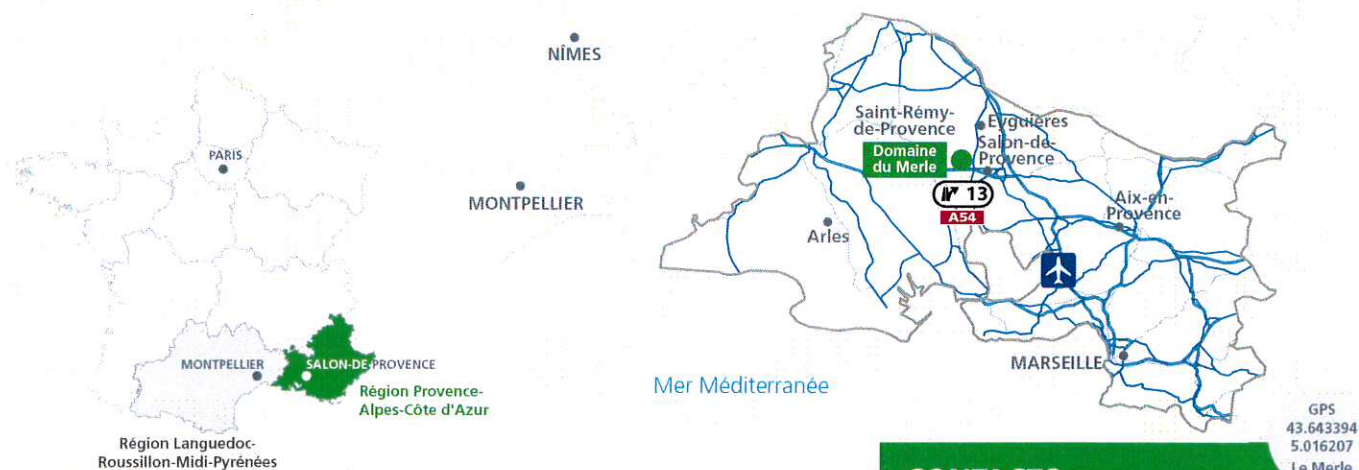 NÎMES
PARIS
MONTPELLIER
MONTPELLIER
SALON-DE-PROVENCE
Région Provence-
Alpes-Côte d'Azur
Région Languedoc-
Roussillon-Midi-Pyrénées
Saint-Rémy-
de-Provence
Eyguières
Salon-de-
Provence
Domaine
du Merle
13
A54
Aix-en-
Provence
Arles
MARSEILLE
Mer Méditerranée
GPS
43.643394
5.016207
Le Merle
CONTACTS